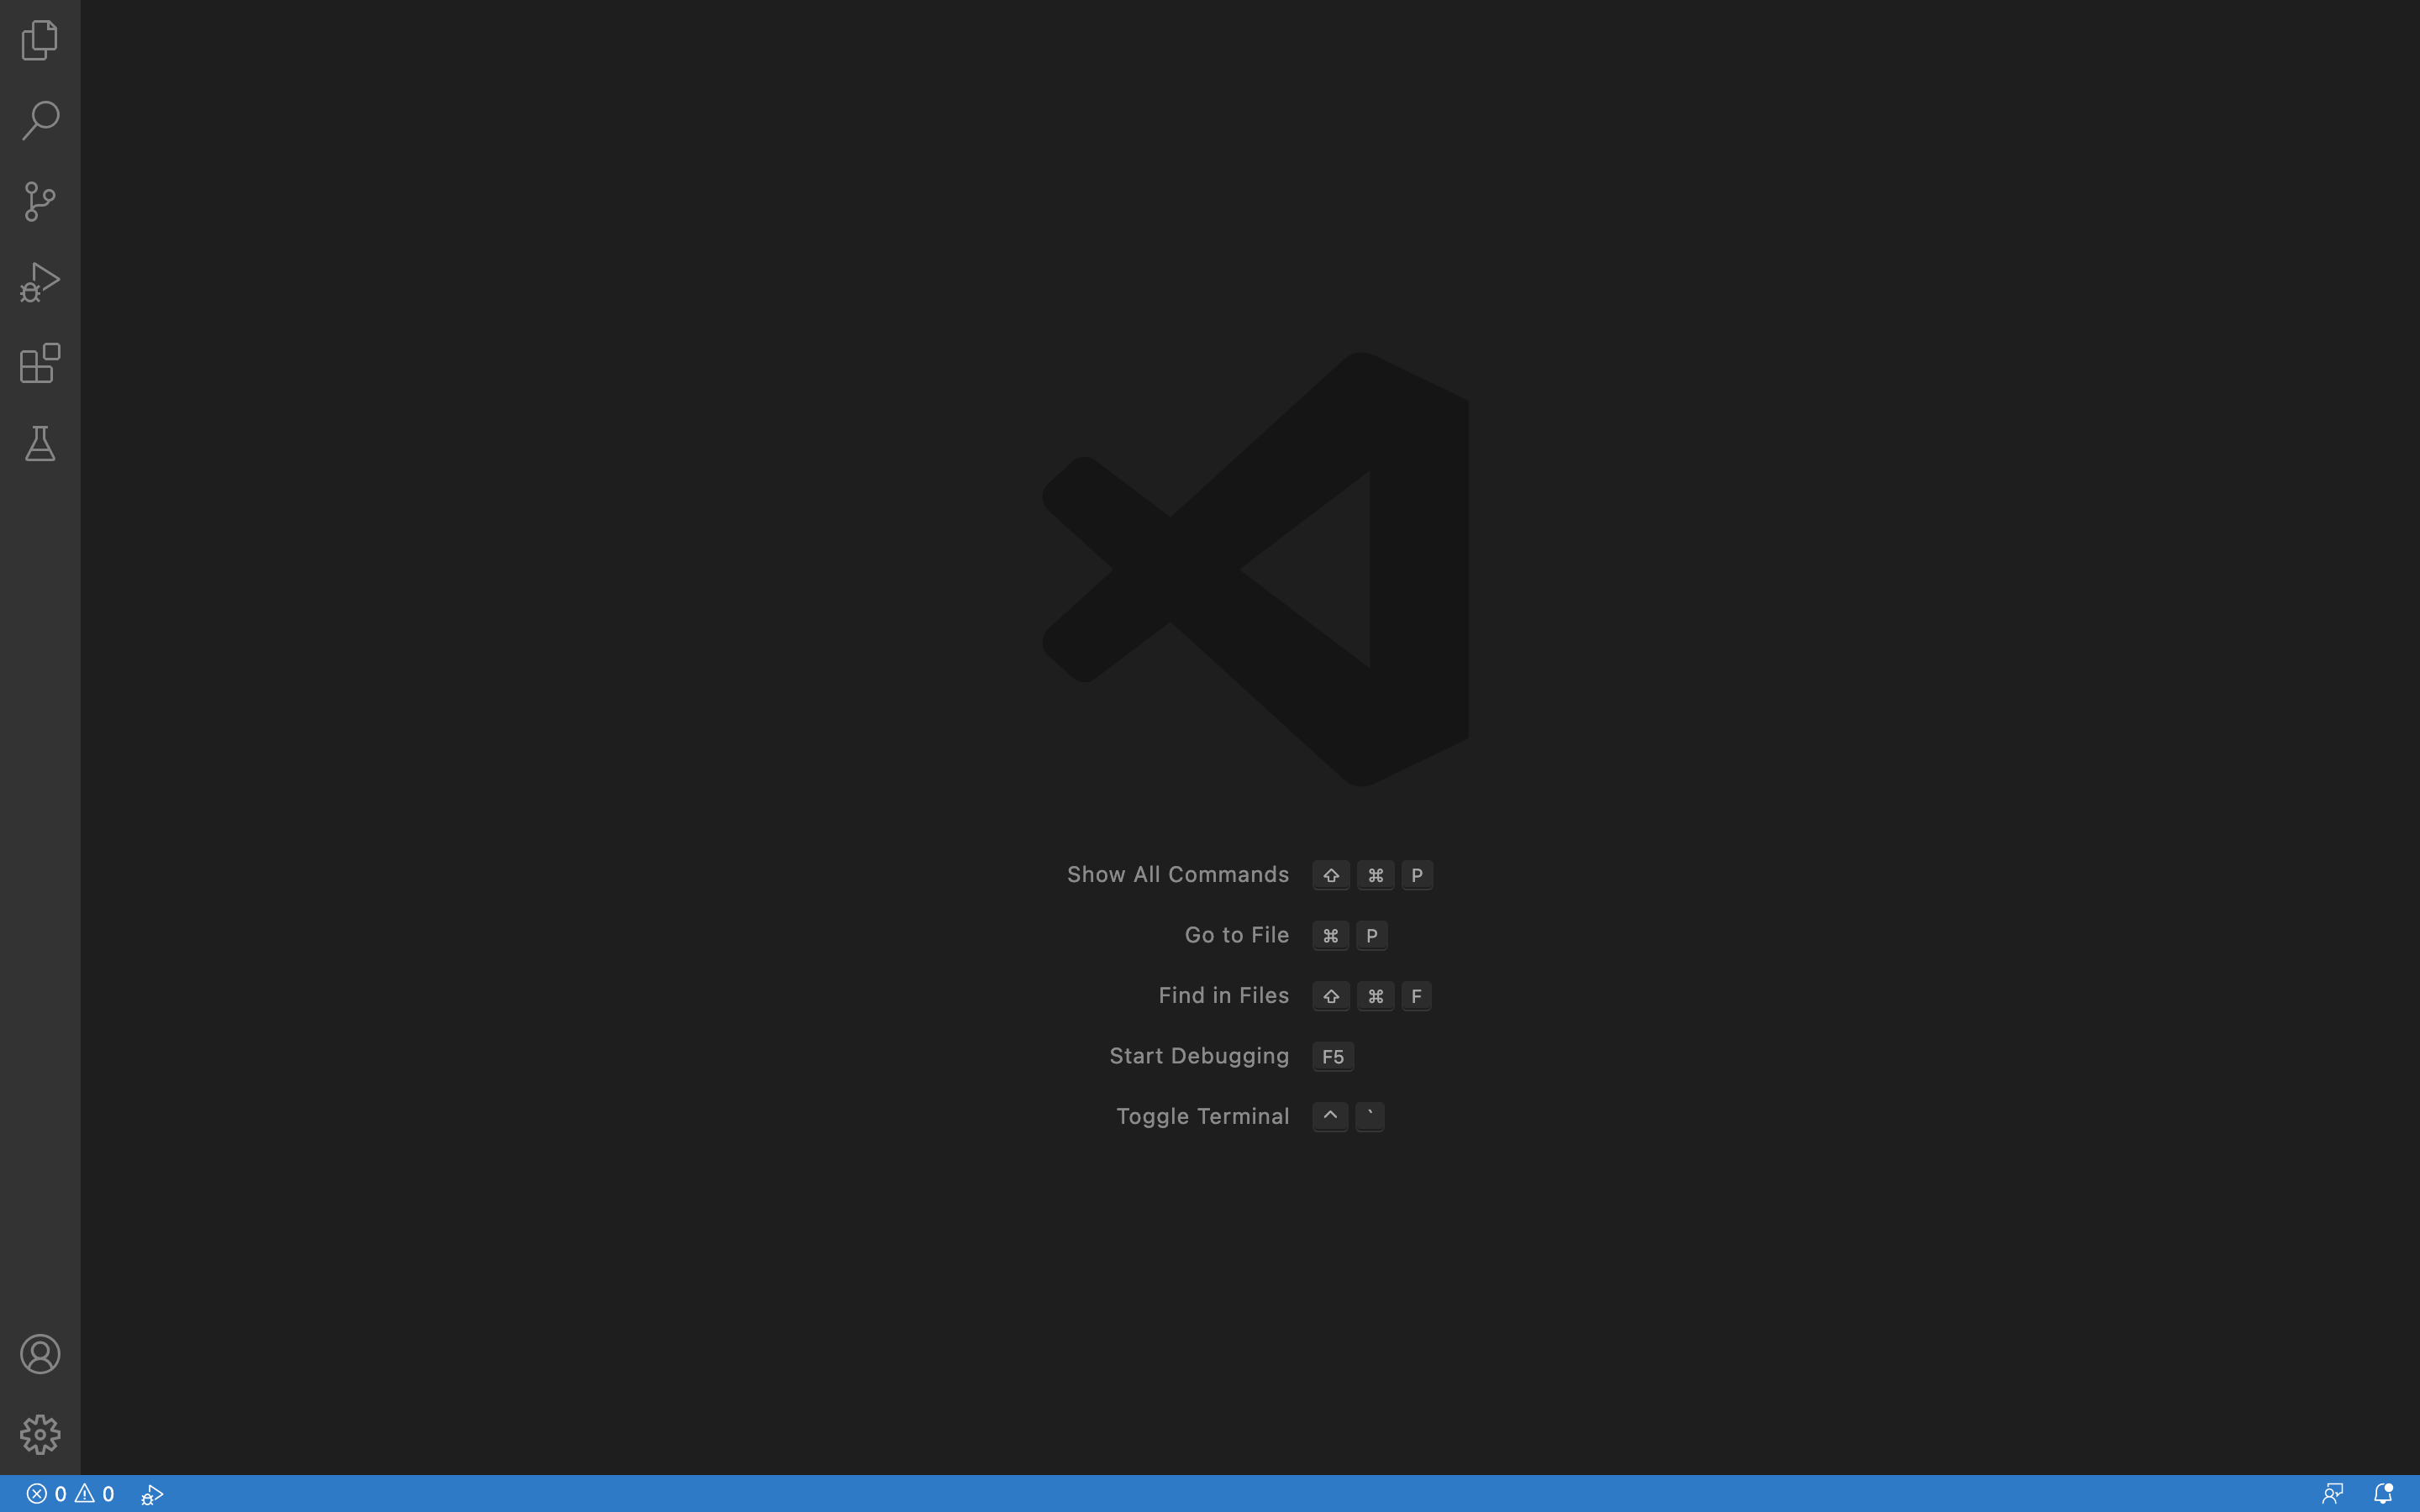 Show All Commands ⇧ ⌘ P
Go to File ⌘ P
Find in Files ⇧ ⌘ F
Start Debugging F5
Toggle Terminal ^ `
0 0